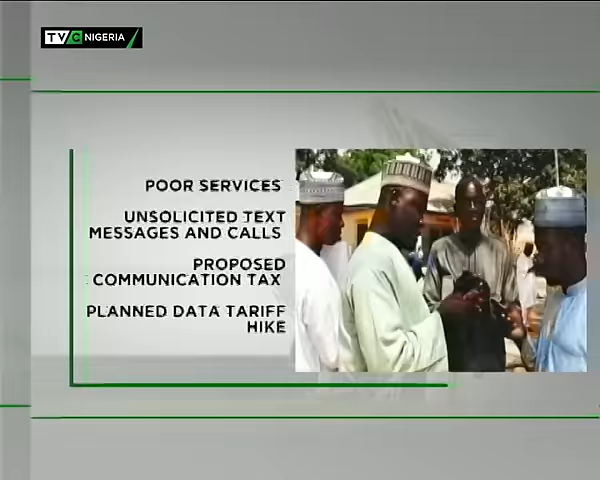 TVC NIGERIA
POOR SERVICES
UNSOLICITED TEXT
MESSAGES AND CALLS
PROPOSED
COMMUNICATION TAX
PLANNED DATA TARIFF
HIKE